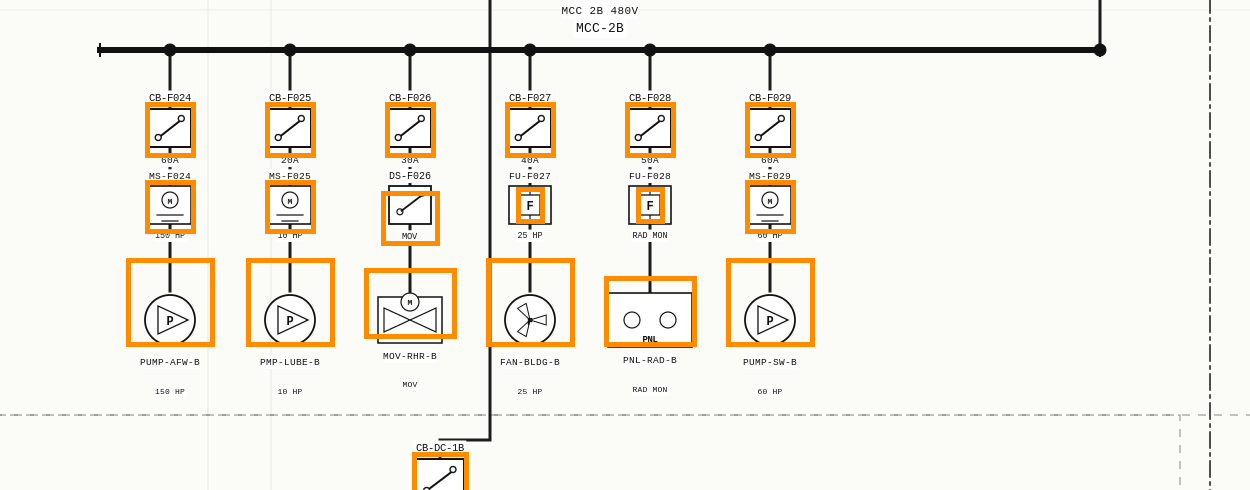 MCC 2B 480V
MCC-2B
CB-F024 CB-F025 CB-F026 CB-F027 CB-F028 CB-F029
60A 20A 30A 40A 50A 60A
MS-F024 MS-F025 DS-F026 FU-F027 FU-F028 MS-F029
M M F F M
150 HP 10 HP MOV 25 HP RAD MON 60 HP
M
P P P
PNL
PUMP-AFW-B PMP-LUBE-B MOV-RHR-B FAN-BLDG-B PNL-RAD-B PUMP-SW-B
150 HP 10 HP MOV 25 HP RAD MON 60 HP
CB-DC-1B